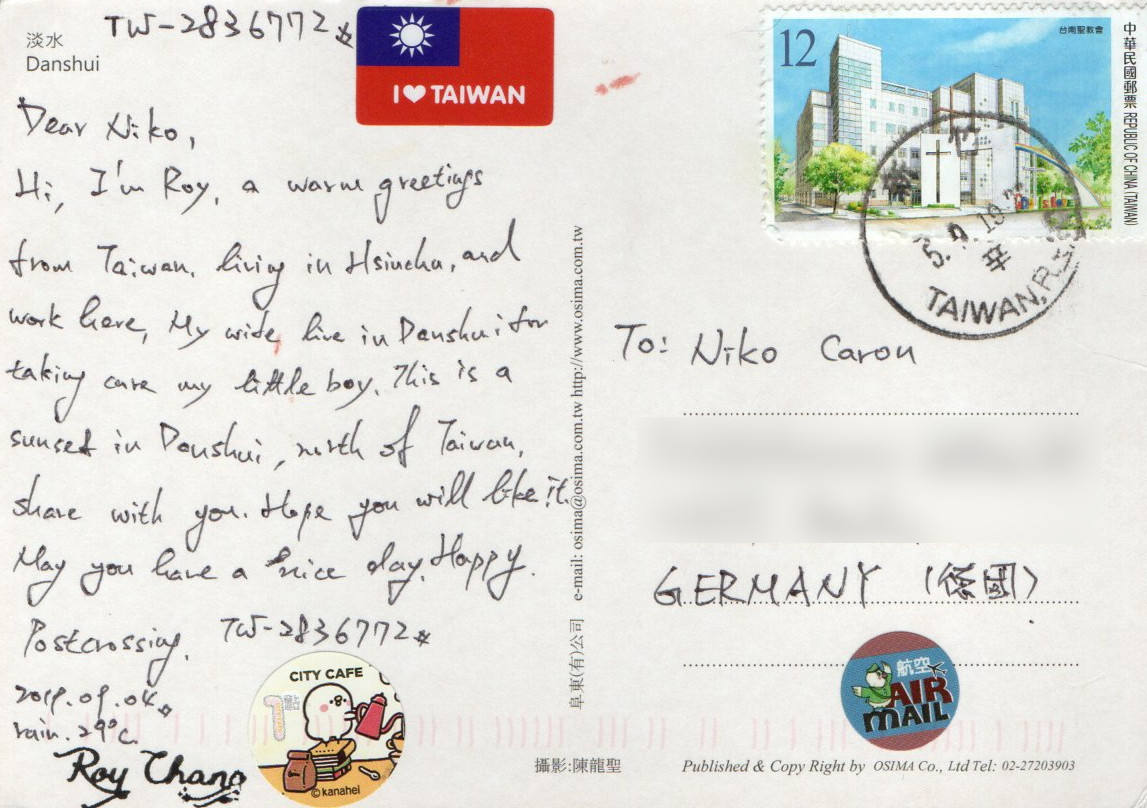 淡水
Danshui
TW-2836772
I ♥ TAIWAN
Dear Niko,
Hi, I'm Roy, a warm greetings
from Taiwan, living in Hsinchu, and
work here, My wide live in Danshui for
taking care my little boy. This is a
sunset in Danshui, north of Taiwan,
share with you. Hope you will like it.
May you have a nice day. Happy.
Postcrossing. TW-2836772
2019.09.04
rain. 29°C
Roy Chang
CITY CAFE
1點
©kanahei
阜東(有)公司 e-mail: osima@osima.com.tw http://www.osima.com.tw
攝影:陳龍聖
12
台南聖教會
中華民國郵票 REPUBLIC OF CHINA (TAIWAN)
5.9.19
TAIWAN, R.O.C.
To: Niko Caron
GERMANY (德國)
航空
AIR
MAIL
Published & Copy Right by OSIMA Co., Ltd Tel: 02-27203903